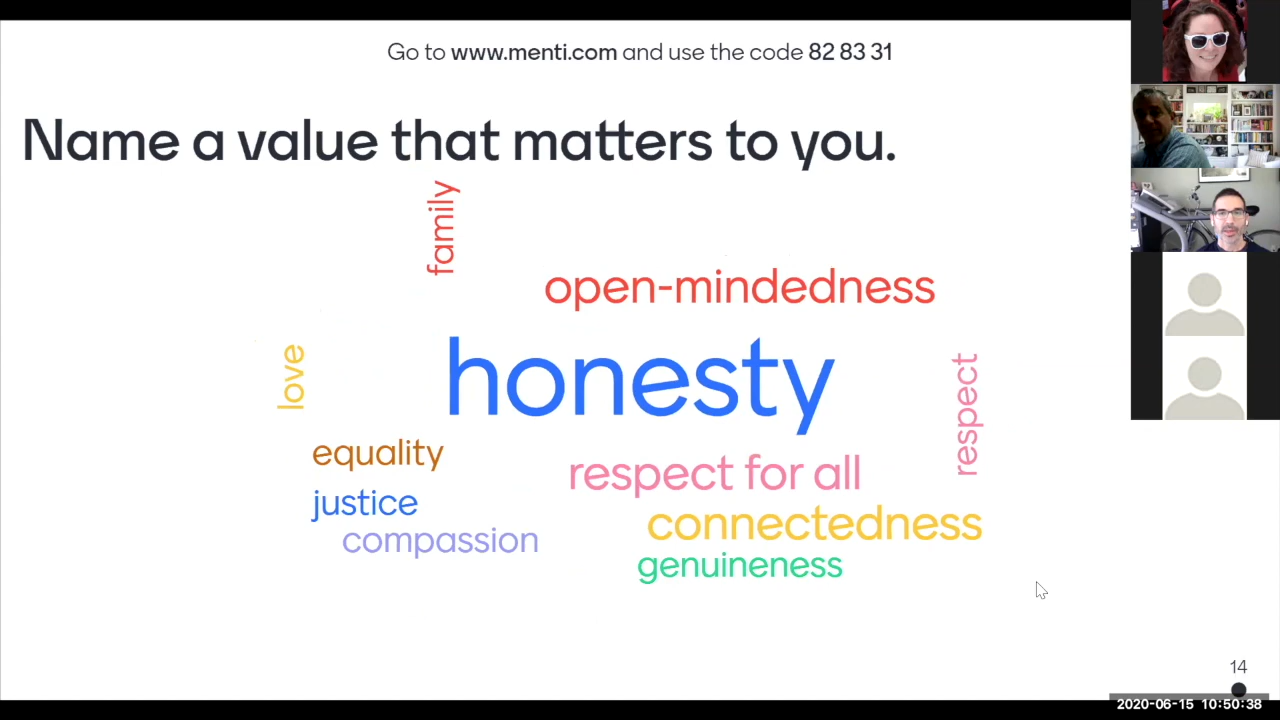 Go to www.menti.com and use the code 82 83 31
Name a value that matters to you.
family
open-mindedness
honesty
love
respect
equality
respect for all
justice
connectedness
compassion
genuineness
14
2020-06-15 10:50:38